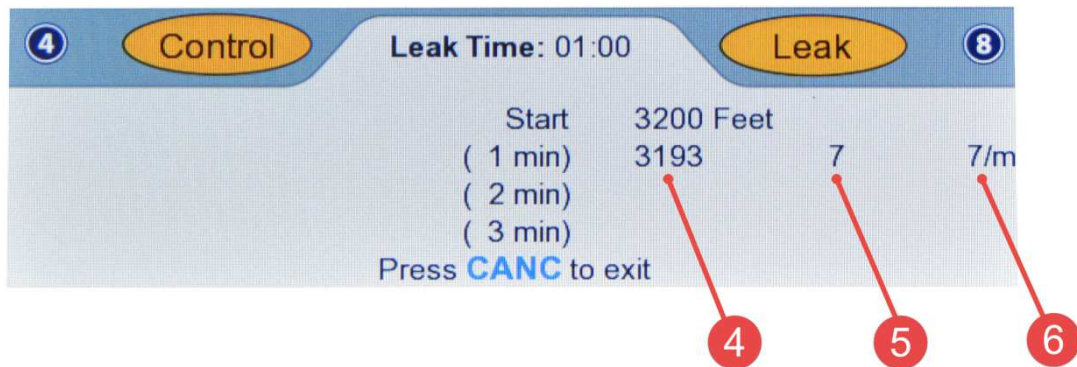 4 Control Leak Time: 01:00 Leak 8
Start 3200 Feet
( 1 min) 3193 7 7/m
( 2 min)
( 3 min)
Press CANC to exit
4 5 6